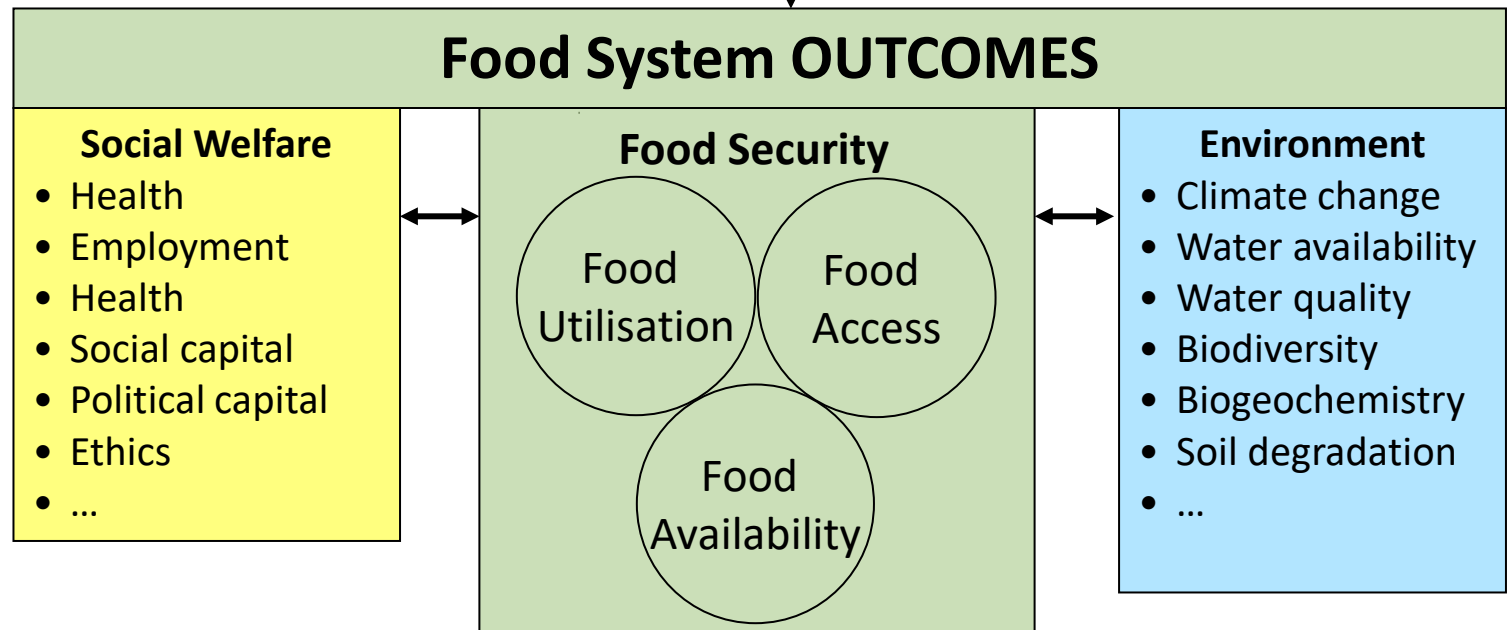 Food System OUTCOMES
Social Welfare
• Health
• Employment
• Health
• Social capital
• Political capital
• Ethics
• ...
Food Security
Food
Utilisation
Food
Access
Food
Availability
Environment
• Climate change
• Water availability
• Water quality
• Biodiversity
• Biogeochemistry
• Soil degradation
• ...